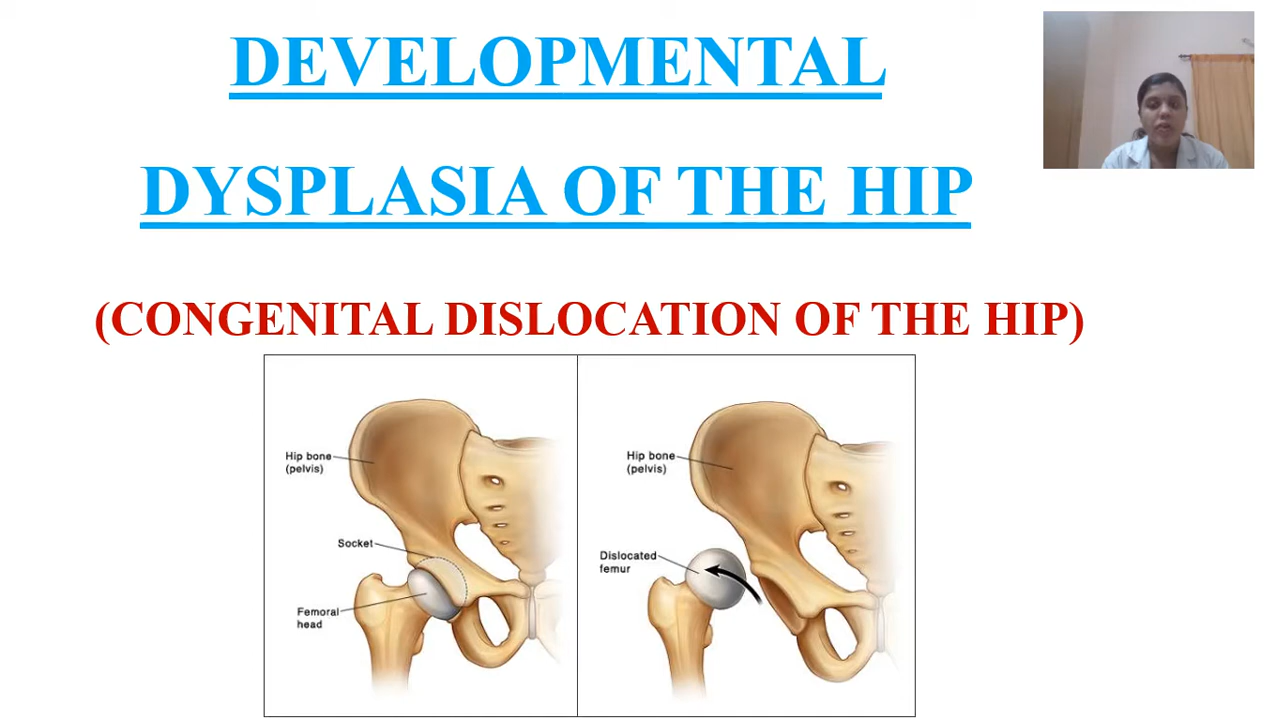 DEVELOPMENTAL
DYSPLASIA OF THE HIP
(CONGENITAL DISLOCATION OF THE HIP)
Hip bone
(pelvis)
Socket
Femoral
head
Hip bone
(pelvis)
Dislocated
femur